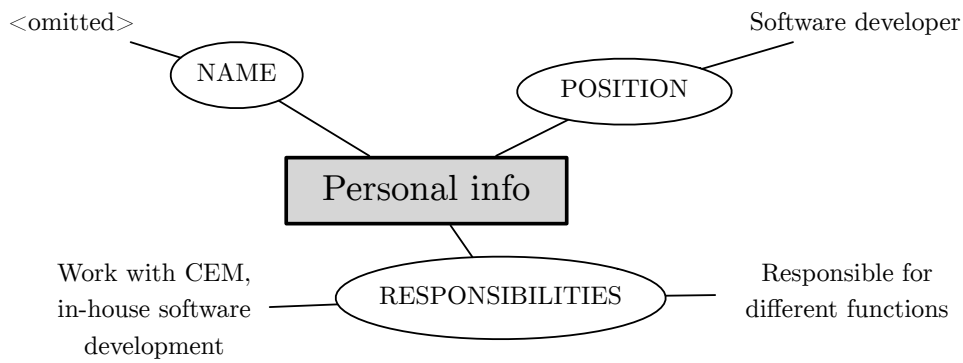 <omitted>
Software developer
NAME
POSITION
Personal info
Work with CEM,
in-house software
development
RESPONSIBILITIES
Responsible for
different functions